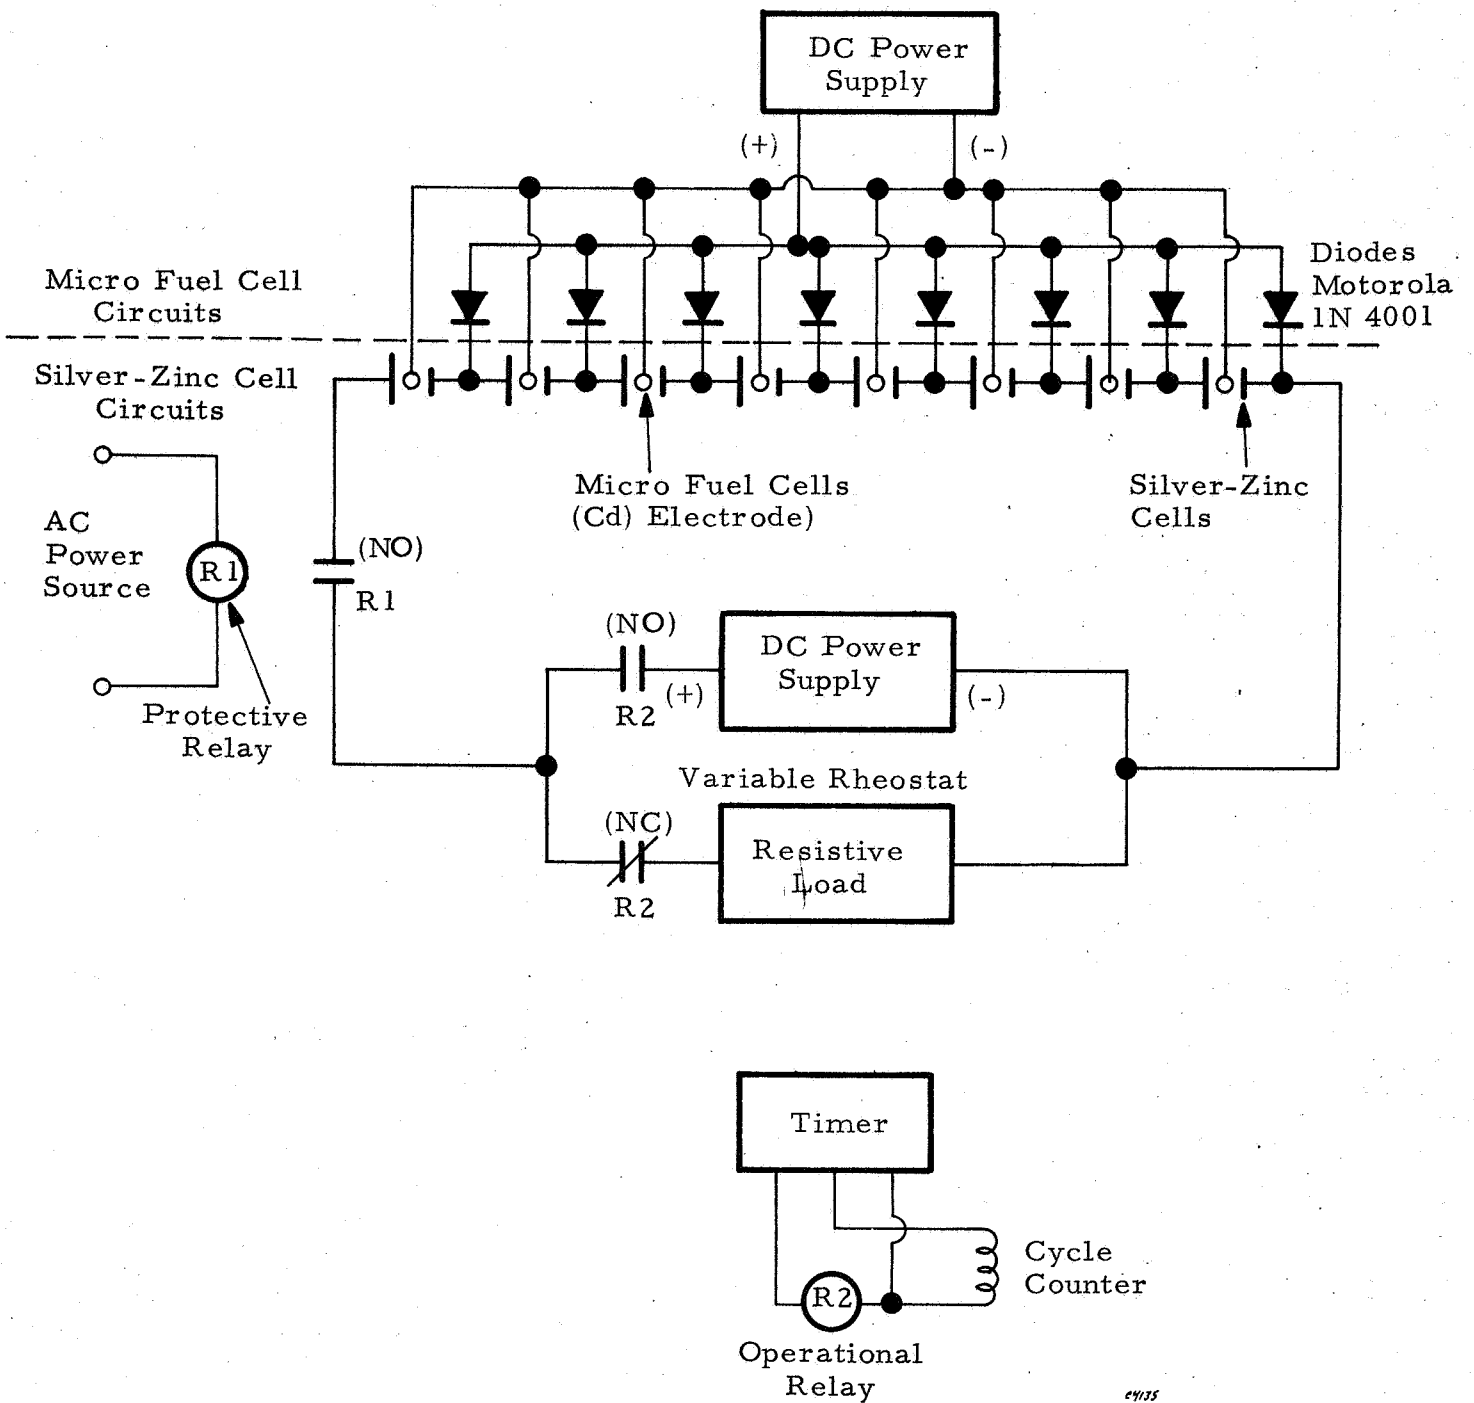 DC Power
Supply
(+)
(-)
Micro Fuel Cell
Circuits
Diodes
Motorola
1N 4001
Silver-Zinc Cell
Circuits
Micro Fuel Cells
(Cd) Electrode)
Silver-Zinc
Cells
AC
Power
Source
R1
(NO)
R1
Protective
Relay
(NO)
R2
(+)
DC Power
Supply
(-)
Variable Rheostat
(NC)
R2
Resistive
Load
Timer
R2
Cycle
Counter
Operational
Relay
e4135